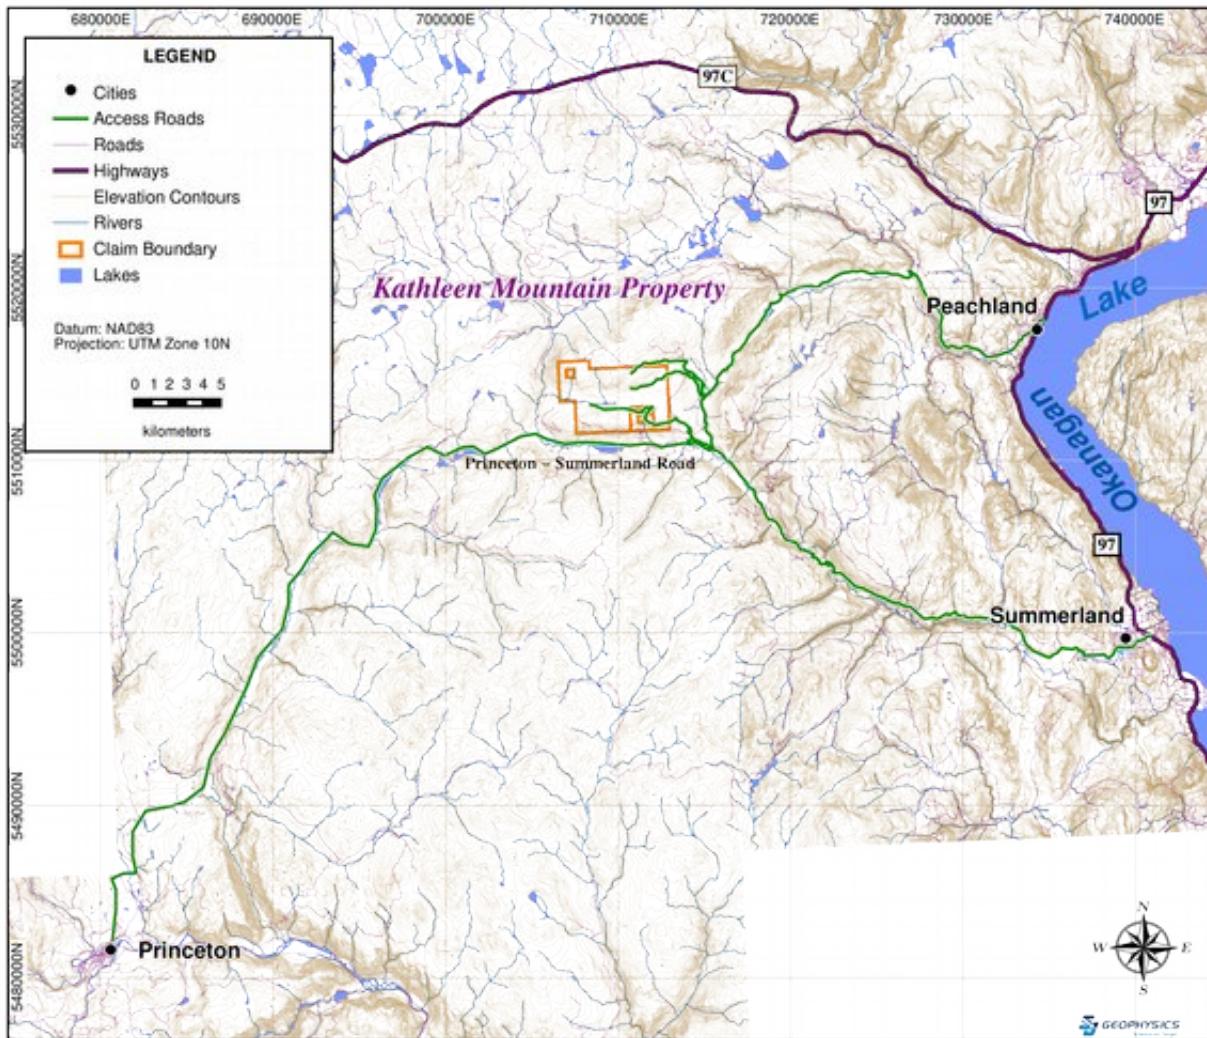 680000E 690000E 700000E 710000E 720000E 730000E 740000E
LEGEND
Cities
Access Roads
Roads
Highways
Elevation Contours
Rivers
Claim Boundary
Lakes
Datum: NAD83
Projection: UTM Zone 10N
0 1 2 3 4 5
kilometers
5530000N
5520000N
5510000N
5500000N
5490000N
5480000N
97C
97
Kathleen Mountain Property
Peachland
Okanagan Lake
Princeton - Summerland Road
97
Summerland
Princeton
N
W E
S
GEOPHYSICS